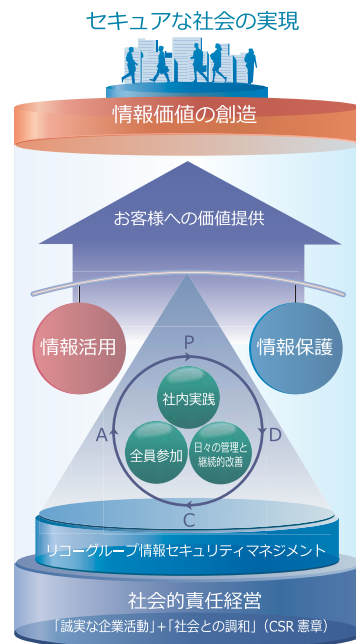 セキュアな社会の実現
情報価値の創造
お客様への価値提供
情報活用
情報保護
P
社内実践
A
全員参加
日々の管理と
継続的改善
D
C
リコーグループ情報セキュリティマネジメント
社会的責任経営
「誠実な企業活動」+「社会との調和」（CSR 憲章）